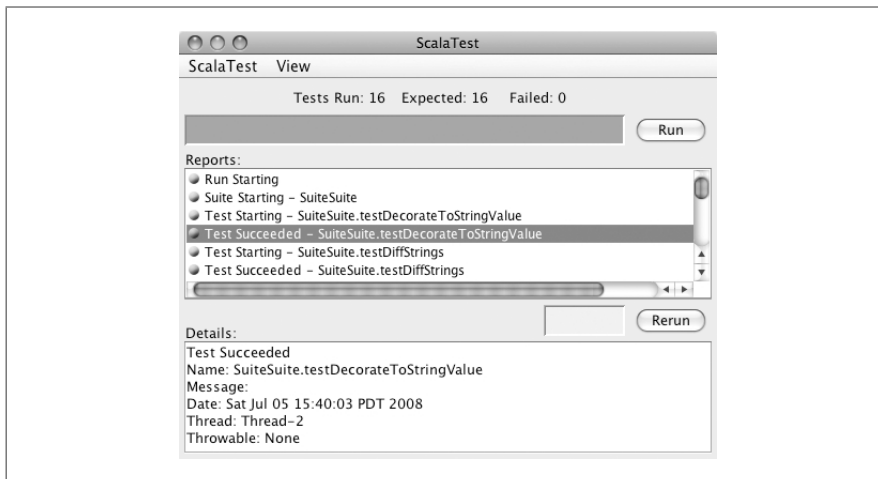 ScalaTest
ScalaTest View
Tests Run: 16 Expected: 16 Failed: 0
Run
Reports:
Run Starting
Suite Starting – SuiteSuite
Test Starting – SuiteSuite.testDecorateToStringValue
Test Succeeded – SuiteSuite.testDecorateToStringValue
Test Starting – SuiteSuite.testDiffStrings
Test Succeeded – SuiteSuite.testDiffStrings
Rerun
Details:
Test Succeeded
Name: SuiteSuite.testDecorateToStringValue
Message:
Date: Sat Jul 05 15:40:03 PDT 2008
Thread: Thread-2
Throwable: None